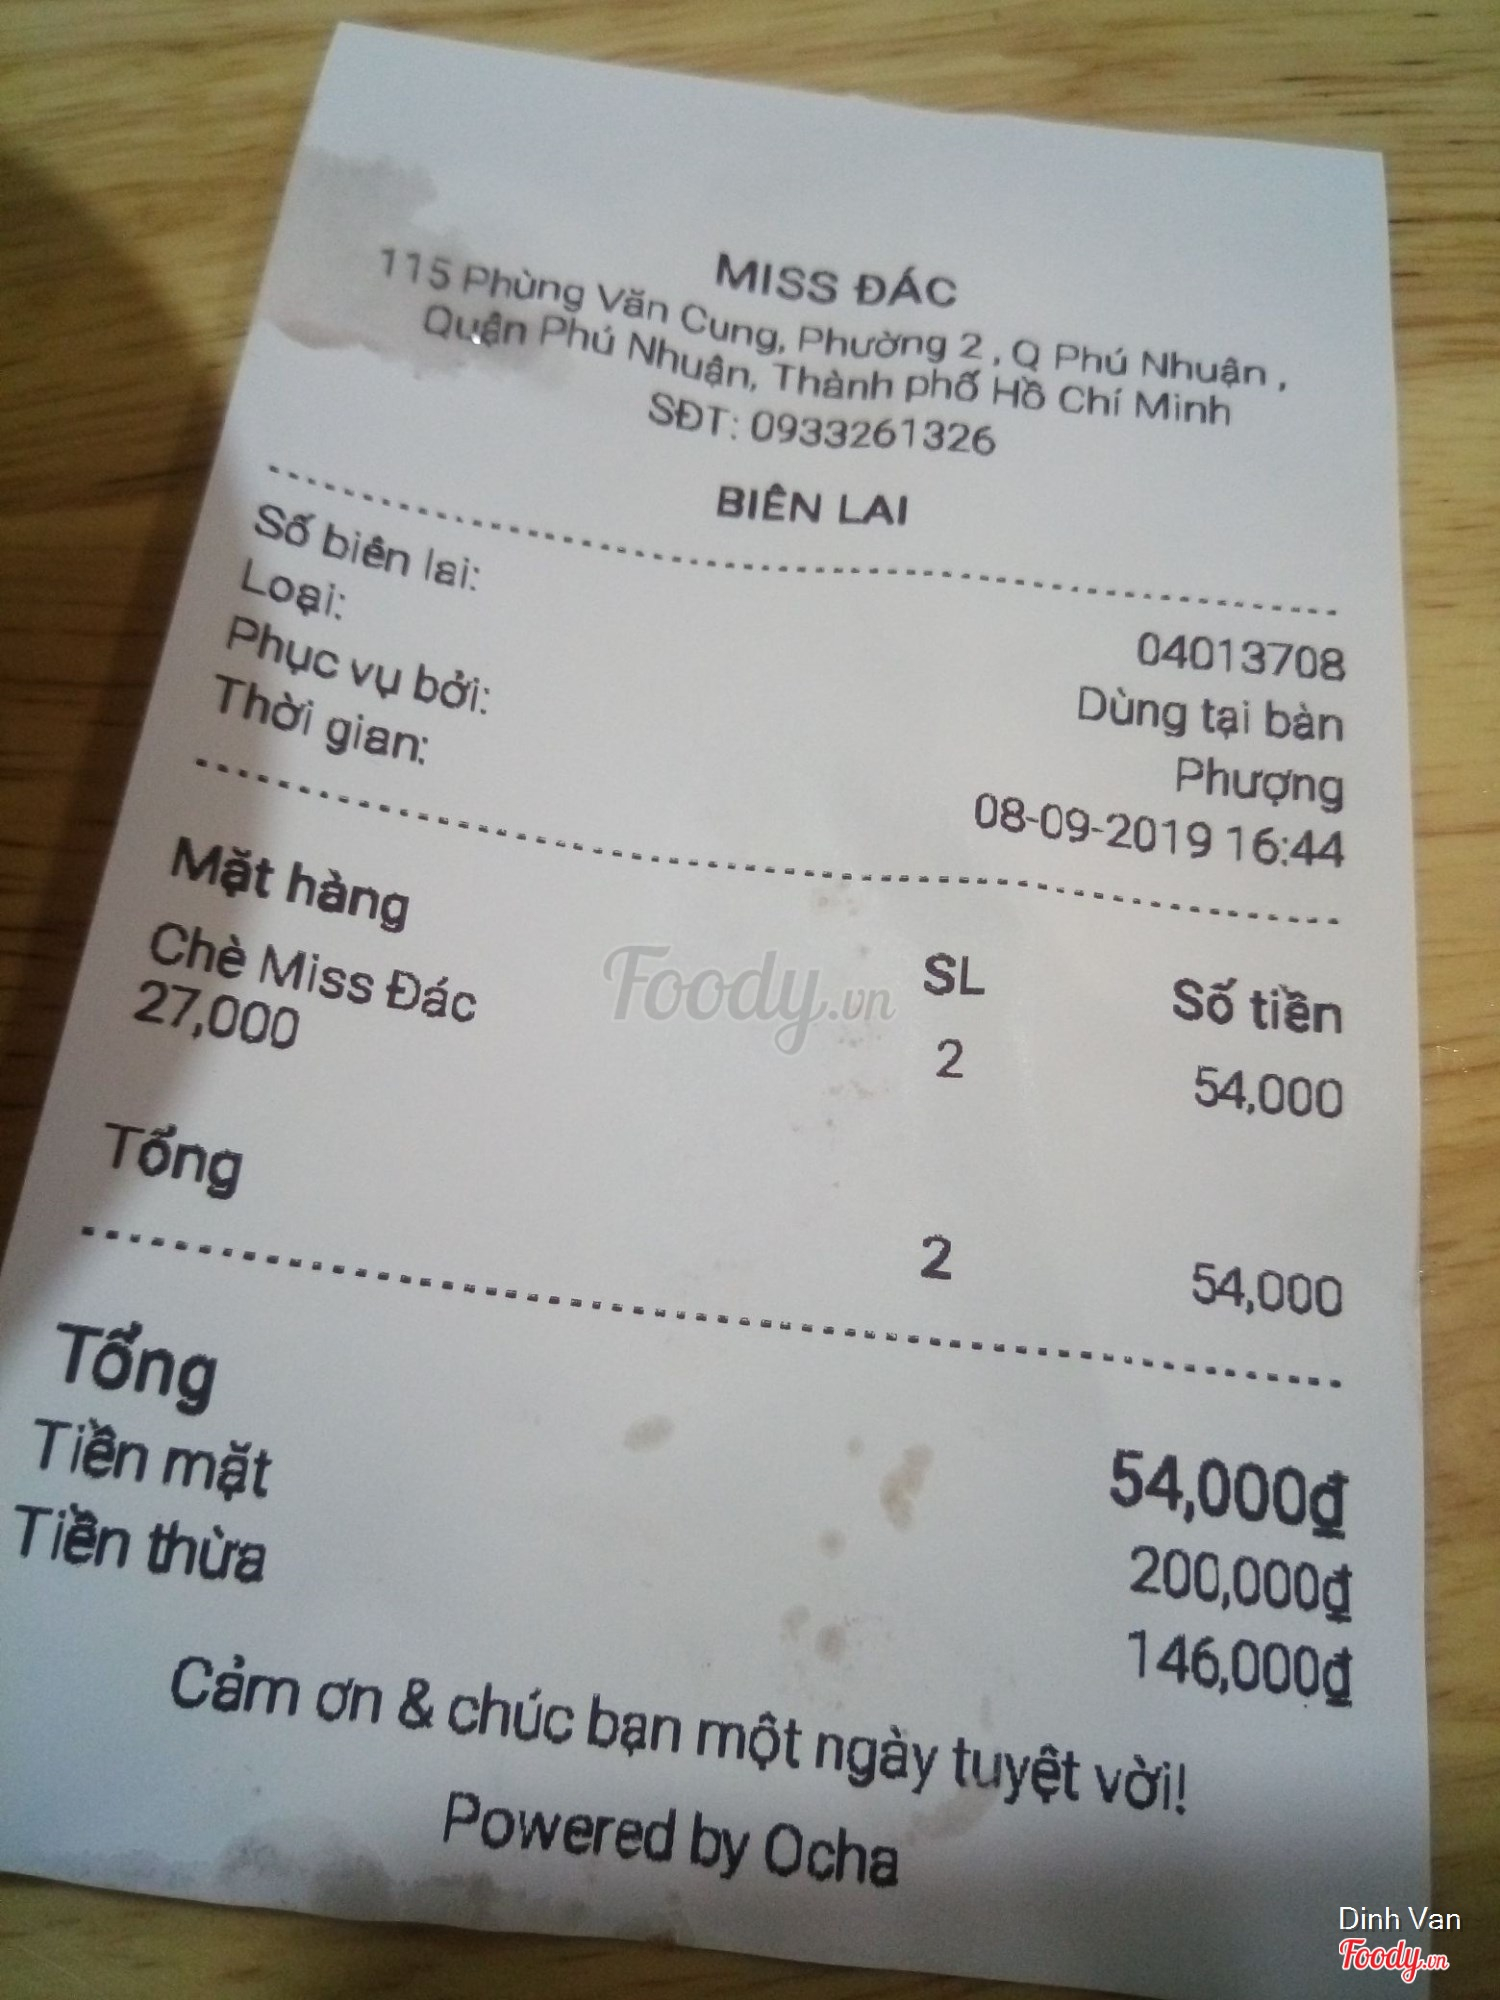 MISS ĐÁC
115 Phùng Văn Cung, Phường 2 , Q Phú Nhuận ,
Quận Phú Nhuận, Thành phố Hồ Chí Minh
SĐT: 0933261326
BIÊN LAI
Số biên lai: 04013708
Loại: Dùng tại bàn
Phục vụ bởi: Phượng
Thời gian: 08-09-2019 16:44
Mặt hàng SL Số tiền
Chè Miss Đác 2 54,000
27,000
Tổng 2 54,000
Tổng 54,000đ
Tiền mặt 200,000đ
Tiền thừa 146,000đ
Cảm ơn & chúc bạn một ngày tuyệt vời!
Powered by Ocha
Foody.vn
Dinh Van
Foody.vn